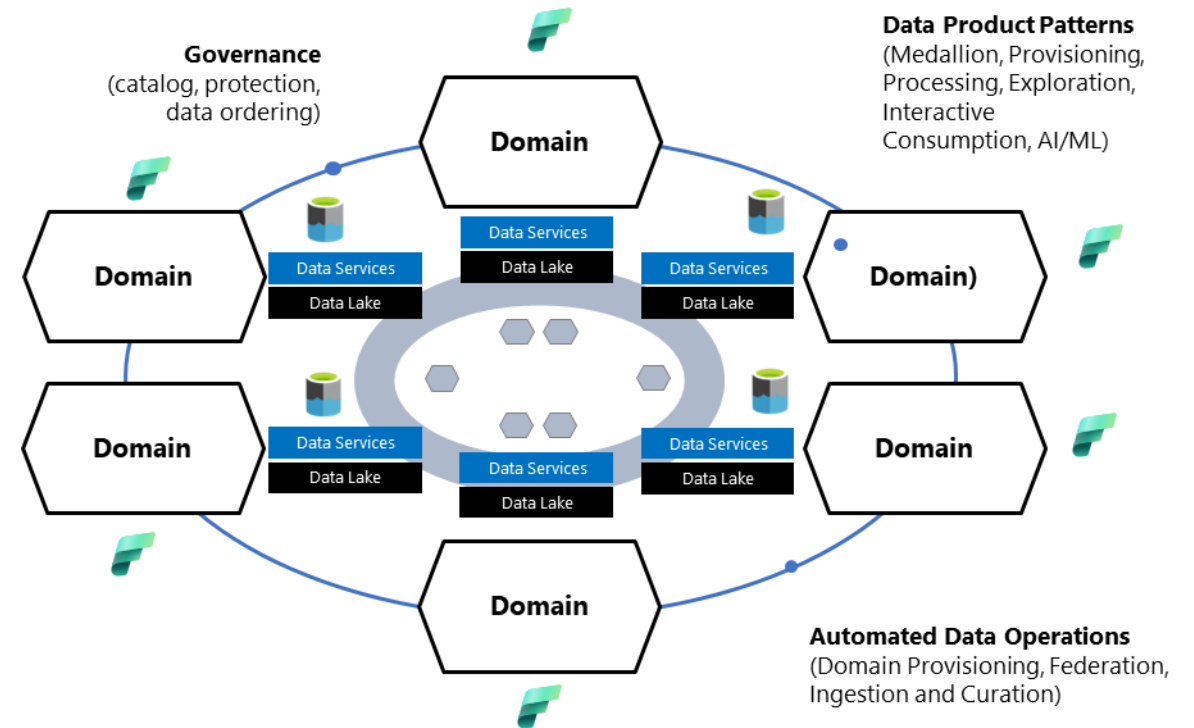 Governance
(catalog, protection,
data ordering)
Data Product Patterns
(Medallion, Provisioning,
Processing, Exploration,
Interactive
Consumption, AI/ML)
Domain
Domain
Data Services
Data Lake
Data Services
Data Lake
Data Services
Data Lake
Domain)
Domain
Data Services
Data Lake
Data Services
Data Lake
Data Services
Data Lake
Domain
Domain
Automated Data Operations
(Domain Provisioning, Federation,
Ingestion and Curation)